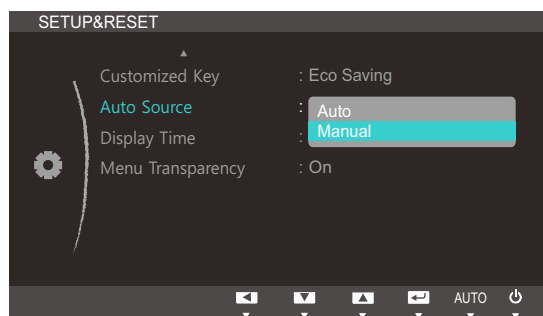 SETUP&RESET
Customized Key : Eco Saving
Auto Source : Auto
Manual
Display Time :
Menu Transparency : On
AUTO